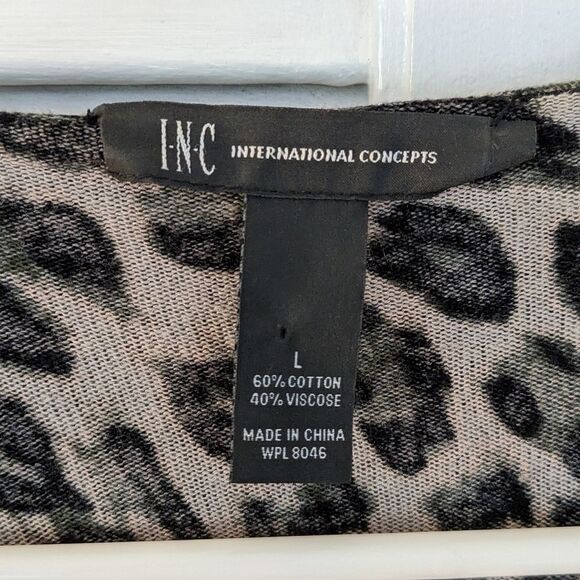 I·N·C INTERNATIONAL CONCEPTS
L
60% COTTON
40% VISCOSE
MADE IN CHINA
WPL 8046